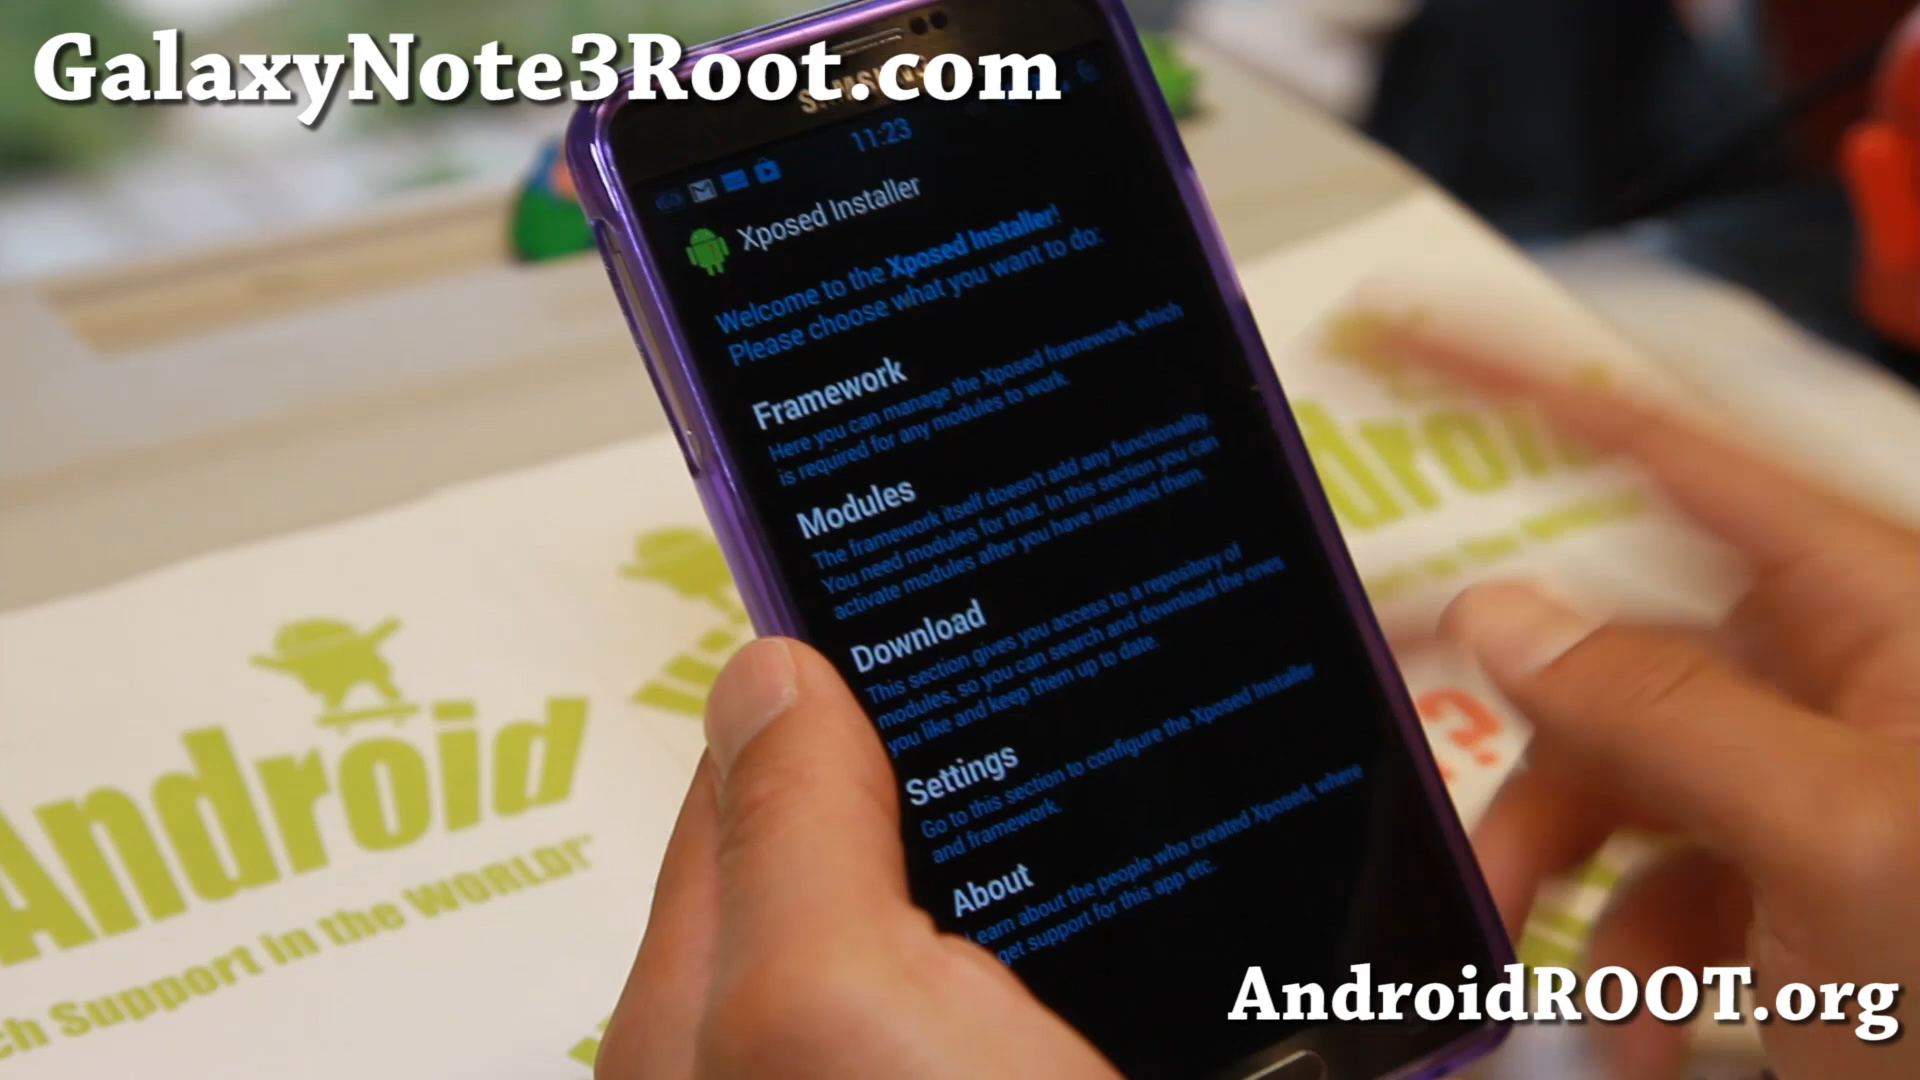 GalaxyNote3Root.com
SAMSUNG
11:23
Xposed Installer
Welcome to the Xposed Installer!
Please choose what you want to do:
Framework
Here you can manage the Xposed framework, which
is required for any modules to work.
Modules
The framework itself doesn't add any functionality.
You need modules for that. In this section you can
activate modules after you have installed them.
Download
This section gives you access to a repository of
modules, so you can search and download the ones
you like and keep them up to date.
Settings
Go to this section to configure the Xposed Installer
and framework.
About
Learn about the people who created Xposed, where
get support for this app etc.
Android
ch Support in the WORLD!
AndroidROOT.org